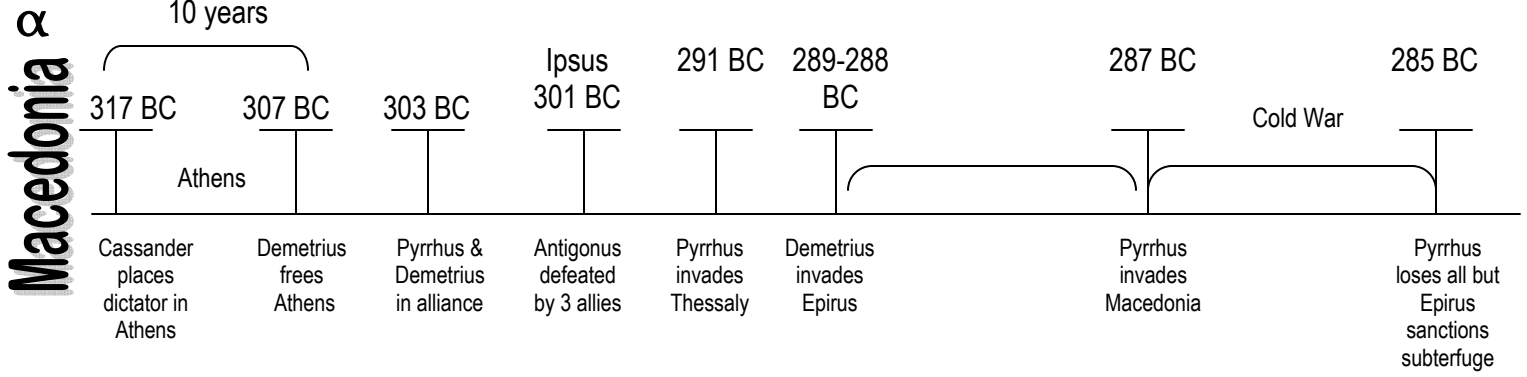 α
Macedonia
10 years
317 BC
307 BC
303 BC
Ipsus
301 BC
291 BC
289-288
BC
287 BC
285 BC
Athens
Cold War
Cassander
places
dictator in
Athens
Demetrius
frees
Athens
Pyrrhus &
Demetrius
in alliance
Antigonus
defeated
by 3 allies
Pyrrhus
invades
Thessaly
Demetrius
invades
Epirus
Pyrrhus
invades
Macedonia
Pyrrhus
loses all but
Epirus
sanctions
subterfuge